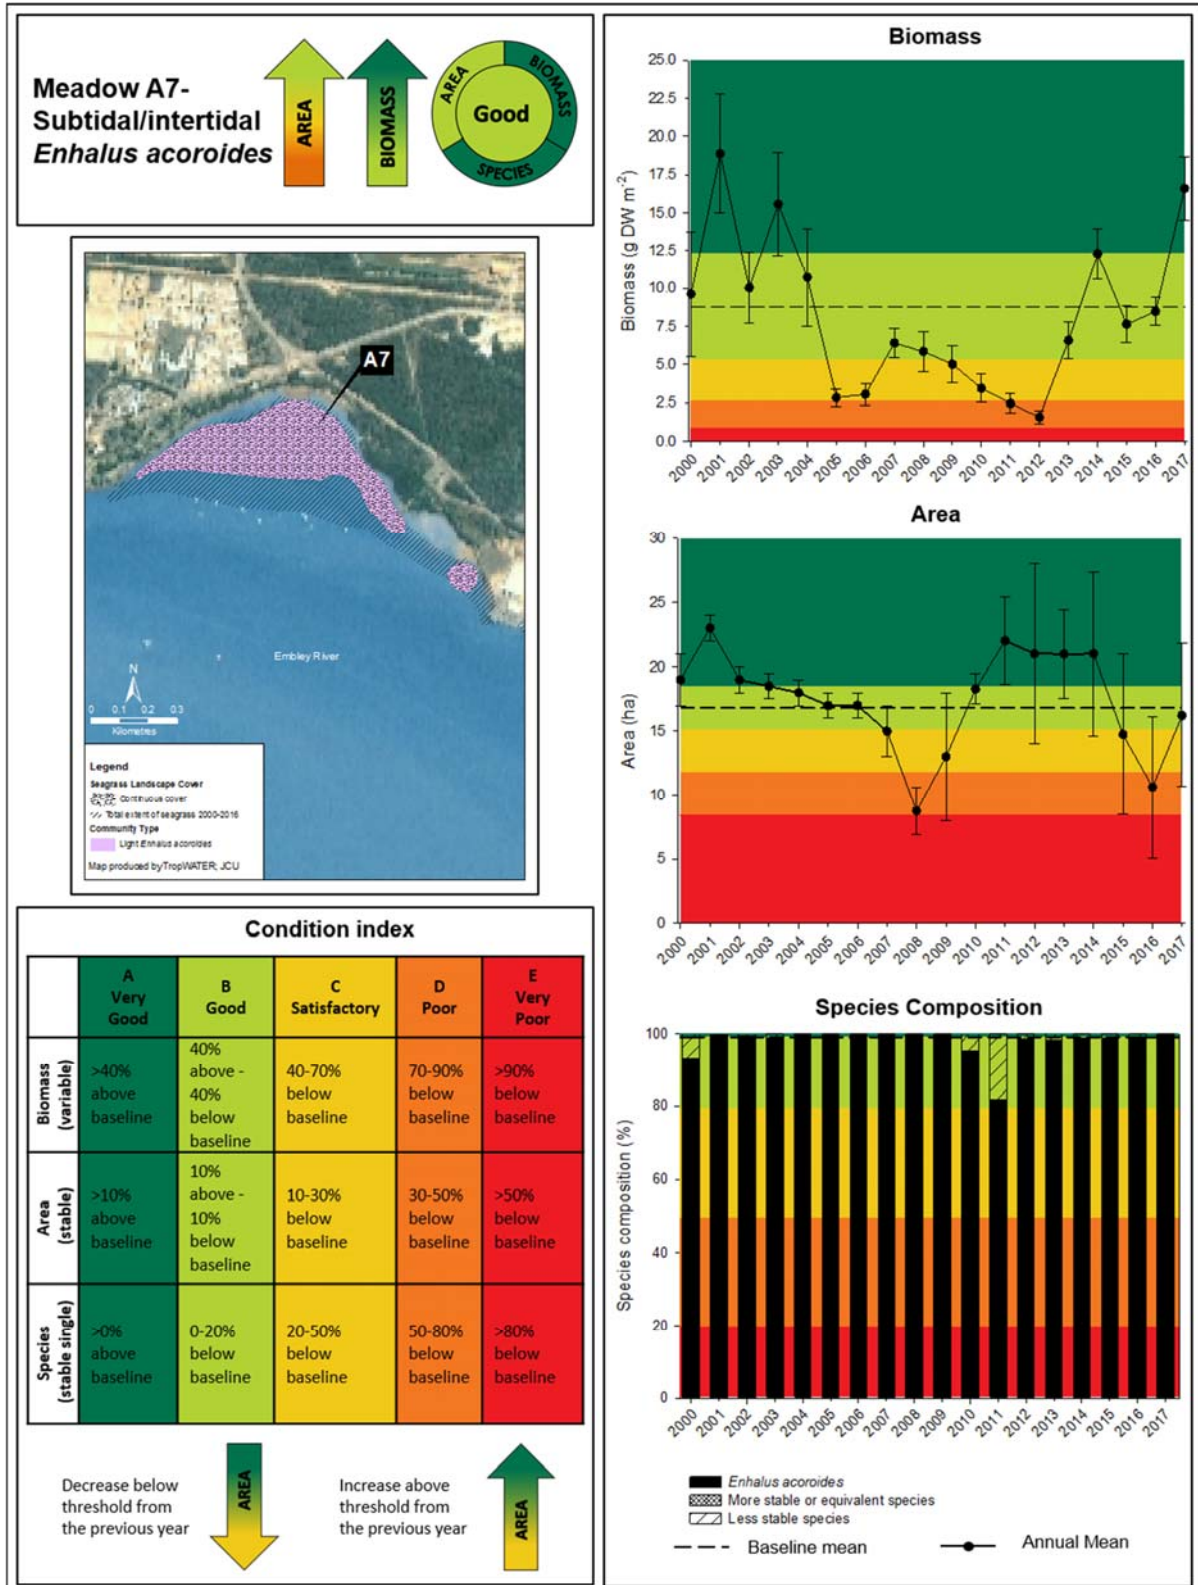 Meadow A7-
Subtidal/intertidal
Enhalus acoroides
AREA
BIOMASS
AREA
BIOMASS
SPECIES
Good
A7
Embley River
N
0 0.1 0.2 0.3
Kilometres
Legend
Seagrass Landscape Cover
Continuous cover
Total extent of seagrass 2000-2016
Community Type
Light Enhalus acoroides
Map produced by TropWATER; JCU
Condition index
A
Very
Good
B
Good
C
Satisfactory
D
Poor
E
Very
Poor
Biomass
(variable)
>40%
above
baseline
40%
above -
40%
below
baseline
40-70%
below
baseline
70-90%
below
baseline
>90%
below
baseline
Area
(stable)
>10%
above
baseline
10%
above -
10%
below
baseline
10-30%
below
baseline
30-50%
below
baseline
>50%
below
baseline
Species
(stable single)
>0%
above
baseline
0-20%
below
baseline
20-50%
below
baseline
50-80%
below
baseline
>80%
below
baseline
Decrease below
threshold from
the previous year
AREA
Increase above
threshold from
the previous year
AREA
Biomass
Biomass (g DW m-2)
25.0
22.5
20.0
17.5
15.0
12.5
10.0
7.5
5.0
2.5
0.0
2000 2001 2002 2003 2004 2005 2006 2007 2008 2009 2010 2011 2012 2013 2014 2015 2016 2017
Area
Area (ha)
30
25
20
15
10
5
0
2000 2001 2002 2003 2004 2005 2006 2007 2008 2009 2010 2011 2012 2013 2014 2015 2016 2017
Species Composition
Species composition (%)
100
80
60
40
20
0
2000 2001 2002 2003 2004 2005 2006 2007 2008 2009 2010 2011 2012 2013 2014 2015 2016 2017
Enhalus acoroides
More stable or equivalent species
Less stable species
Baseline mean
Annual Mean